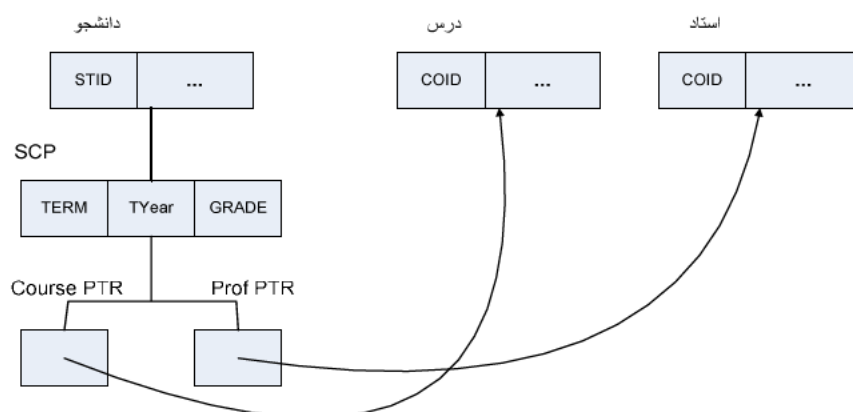 دانشجو
درس
استاد
STID ...
COID ...
COID ...
SCP
TERM TYear GRADE
Course PTR Prof PTR